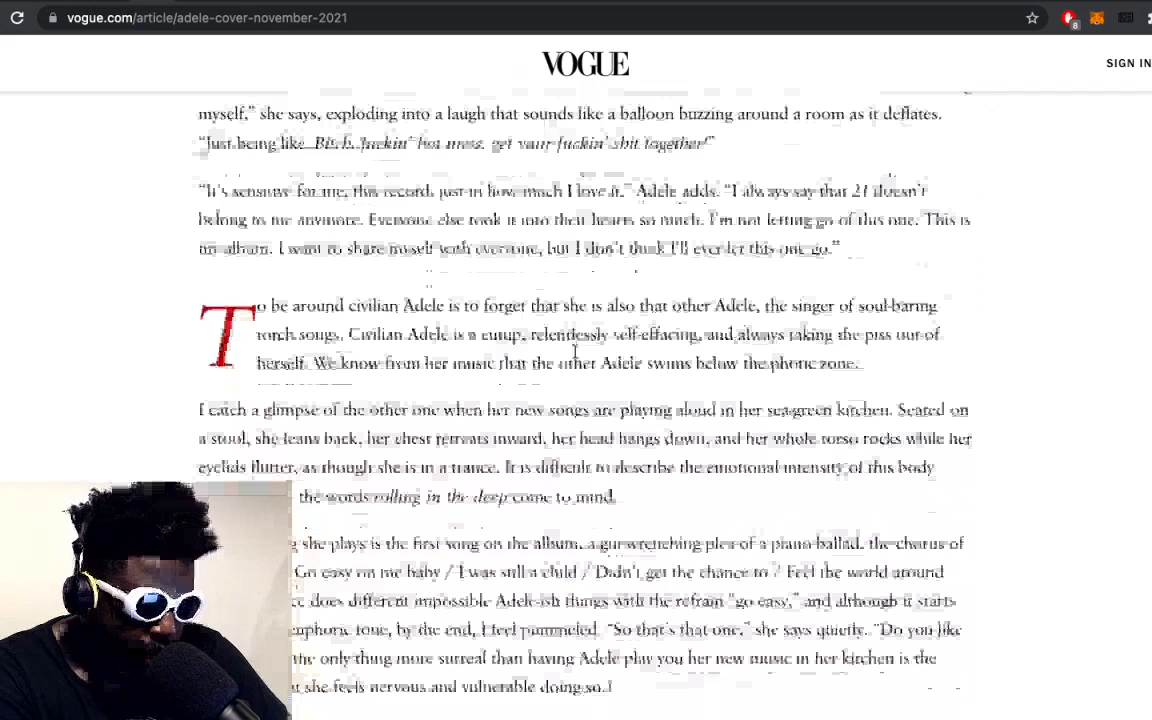 vogue.com/article/adele-cover-november-2021
8
VOGUE
SIGN IN
myself,” she says, exploding into a laugh that sounds like a balloon buzzing around a room as it deflates.
“Just being like, Bitch, fuckin’ hot mess, get your fuckin’ shit together!”
“It’s sensitive for me, this record, just in how much I love it,” Adele adds. “I always say that 21 doesn’t
belong to me anymore. Everyone else took it into their hearts so much. I’m not letting go of this one. This is
my album. I want to share myself with everyone, but I don’t think I’ll ever let this one go.”
To be around civilian Adele is to forget that she is also that other Adele, the singer of soul-baring
torch songs. Civilian Adele is a cutup, relentlessly self-effacing, and always taking the piss out of
herself. We know from her music that the other Adele swims below the photic zone.
I catch a glimpse of the other one when her new songs are playing aloud in her sea-green kitchen. Seated on
a stool, she leans back, her chest retreats inward, her head hangs down, and her whole torso rocks while her
eyelids flutter, as though she is in a trance. It is difficult to describe the emotional intensity of this body
the words rolling in the deep come to mind.
g she plays is the first song on the album, a gut-wrenching plea of a piano ballad, the chorus of
Go easy on me baby / I was still a child / Didn’t get the chance to / Feel the world around
ce does different impossible Adele-ish things with the refrain “go easy,” and although it starts
euphoric tone, by the end, I feel pummeled. “So that’s that one,” she says quietly. “Do you like
the only thing more surreal than having Adele play you her new music in her kitchen is the
she feels nervous and vulnerable doing so.